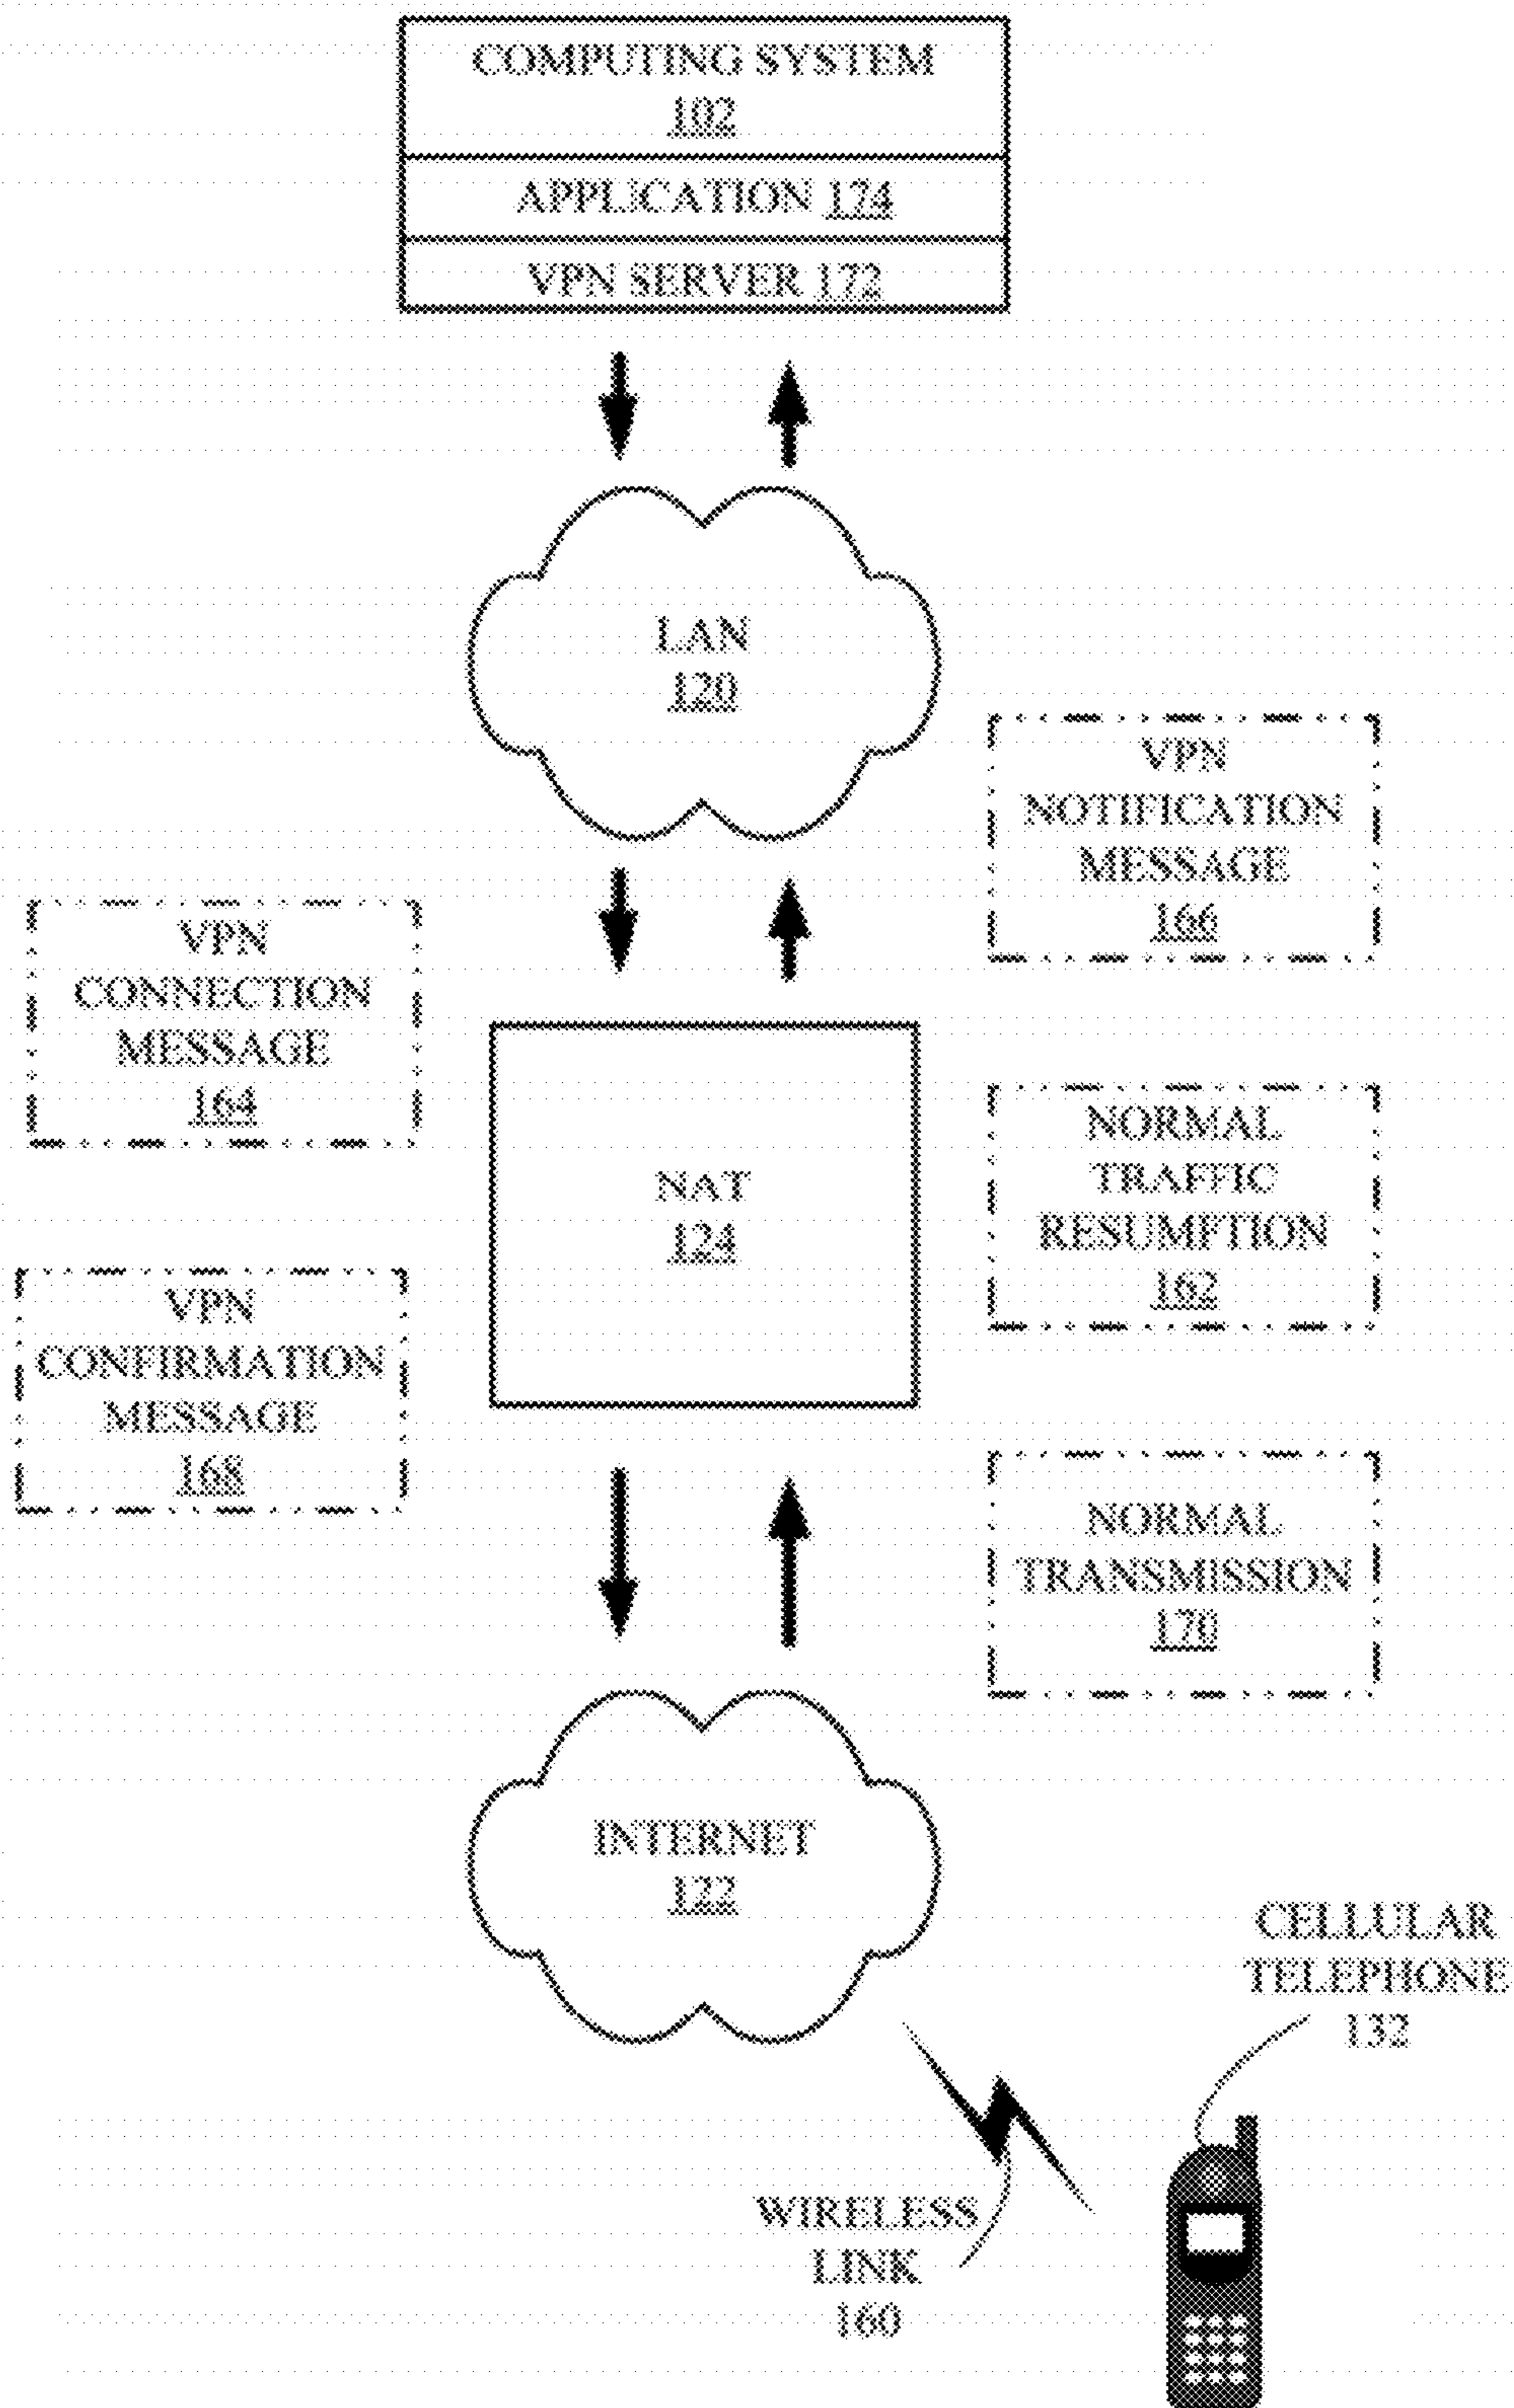 COMPUTING SYSTEM
102
APPLICATION 174
VPN SERVER 172
LAN
120
VPN
NOTIFICATION
MESSAGE
166
VPN
CONNECTION
MESSAGE
164
NORMAL
TRAFFIC
RESUMPTION
162
NAT
124
VPN
CONFIRMATION
MESSAGE
168
NORMAL
TRANSMISSION
170
INTERNET
122
CELLULAR
TELEPHONE
132
WIRELESS
LINK
160